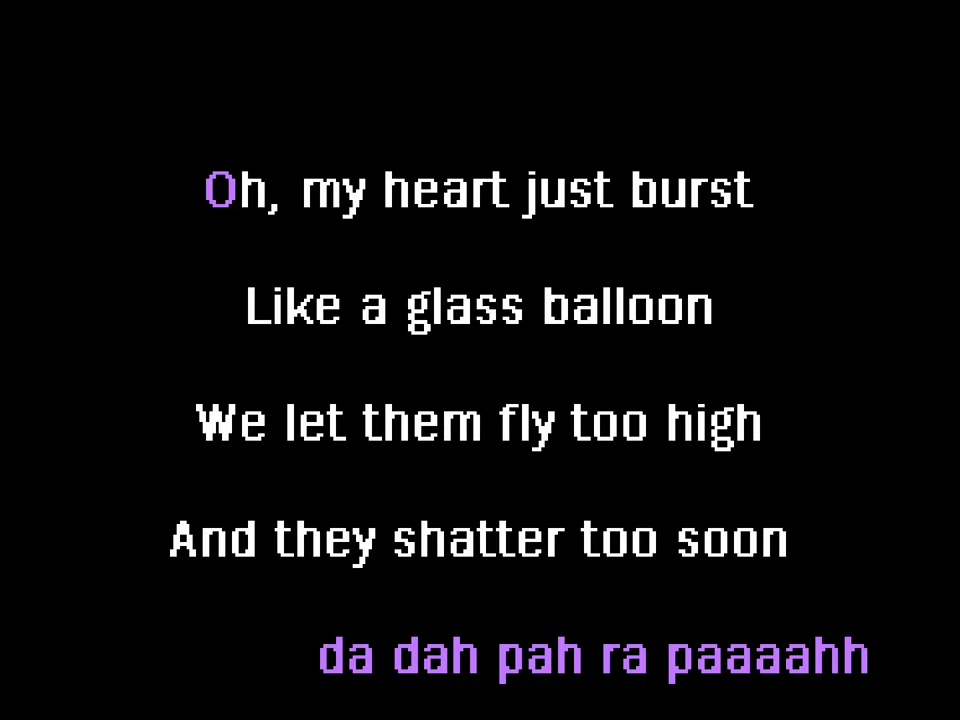 Oh, my heart just burst
Like a glass balloon
We let them fly too high
And they shatter too soon
da dah pah ra paaaahh